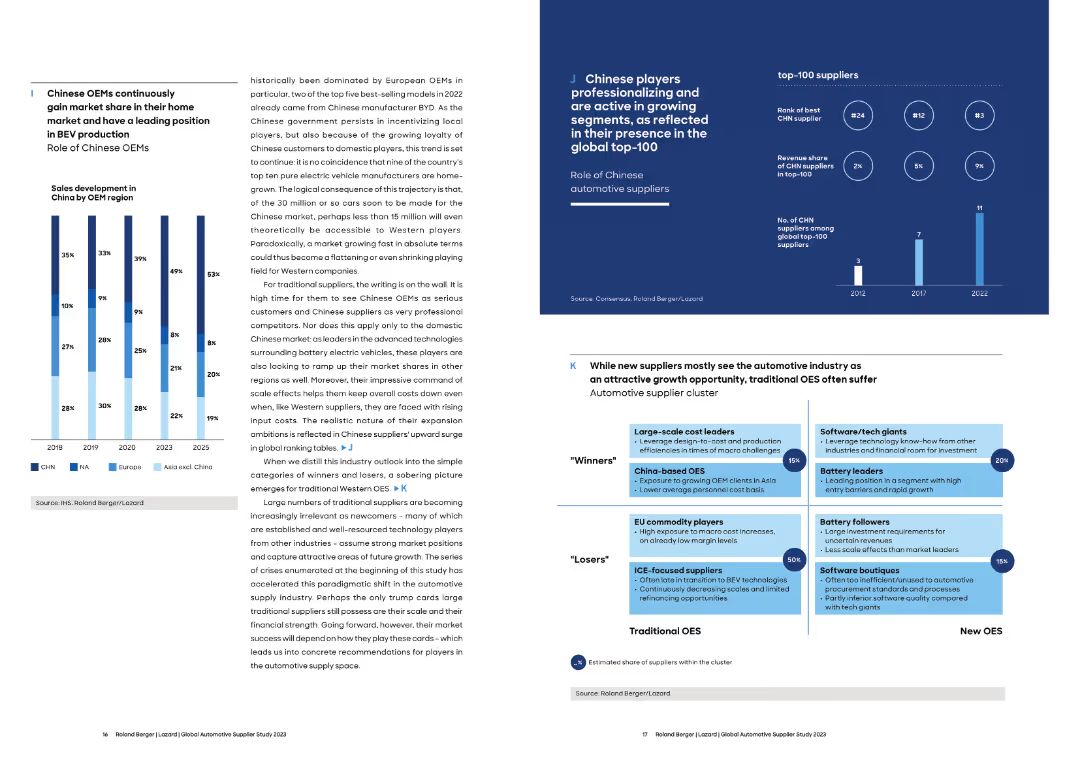 I Chinese OEMs continuously
gain market share in their home
market and have a leading position
in BEV production
Role of Chinese OEMs
Sales development in
China by OEM region
35%
10%
27%
28%
33%
9%
28%
30%
39%
9%
25%
28%
49%
8%
21%
22%
53%
8%
20%
19%
2018 2019 2020 2023 2025
CHN NA Europe Asia excl. China
Source: IHS, Roland Berger/Lazard
historically been dominated by European OEMs in
particular, two of the top five best-selling models in 2022
already came from Chinese manufacturer BYD. As the
Chinese government persists in incentivizing local
players, but also because of the growing loyalty of
Chinese customers to domestic players, this trend is set
to continue: it is no coincidence that nine of the country's
top ten pure electric vehicle manufacturers are home-
grown. The logical consequence of this trajectory is that,
of the 30 million or so cars soon to be made for the
Chinese market, perhaps less than 15 million will even
theoretically be accessible to Western players.
Paradoxically, a market growing fast in absolute terms
could thus become a flattening or even shrinking playing
field for Western companies.
For traditional suppliers, the writing is on the wall. It is
high time for them to see Chinese OEMs as serious
customers and Chinese suppliers as very professional
competitors. Nor does this apply only to the domestic
Chinese market: as leaders in the advanced technologies
surrounding battery electric vehicles, these players are
also looking to ramp up their market shares in other
regions as well. Moreover, their impressive command of
scale effects helps them keep overall costs down even
when, like Western suppliers, they are faced with rising
input costs. The realistic nature of their expansion
ambitions is reflected in Chinese suppliers' upward surge
in global ranking tables. ▶J
When we distill this industry outlook into the simple
categories of winners and losers, a sobering picture
emerges for traditional Western OES. ▶K
Large numbers of traditional suppliers are becoming
increasingly irrelevant as newcomers – many of which
are established and well-resourced technology players
from other industries – assume strong market positions
and capture attractive areas of future growth. The series
of crises enumerated at the beginning of this study has
accelerated this paradigmatic shift in the automotive
supply industry. Perhaps the only trump cards large
traditional suppliers still possess are their scale and their
financial strength. Going forward, however, their market
success will depend on how they play these cards – which
leads us into concrete recommendations for players in
the automotive supply space.
16 Roland Berger | Lazard | Global Automotive Supplier Study 2023
J Chinese players
professionalizing and
are active in growing
segments, as reflected
in their presence in the
global top-100
Role of Chinese
automotive suppliers
Source: Consensus, Roland Berger/Lazard
top-100 suppliers
Rank of best
CHN supplier
#24 #12 #3
Revenue share
of CHN suppliers
in top-100
2% 5% 9%
No. of CHN
suppliers among
global top-100
suppliers
3 7 11
2012 2017 2022
K While new suppliers mostly see the automotive industry as
an attractive growth opportunity, traditional OES often suffer
Automotive supplier cluster
"Winners"
Large-scale cost leaders
• Leverage design-to-cost and production
efficiencies in times of macro challenges
15%
China-based OES
• Exposure to growing OEM clients in Asia
• Lower average personnel cost basis
Software/tech giants
• Leverage technology know-how from other
industries and financial room for investment
20%
Battery leaders
• Leading position in a segment with high
entry barriers and rapid growth
"Losers"
EU commodity players
• High exposure to macro cost increases,
on already low margin levels
50%
ICE-focused suppliers
• Often late in transition to BEV technologies
• Continuously decreasing scales and limited
refinancing opportunities
Battery followers
• Large investment requirements for
uncertain revenues
• Less scale effects than market leaders
15%
Software boutiques
• Often too inefficient/unused to automotive
procurement standards and processes
• Partly inferior software quality compared
with tech giants
Traditional OES New OES
..% Estimated share of suppliers within the cluster
Source: Roland Berger/Lazard
17 Roland Berger | Lazard | Global Automotive Supplier Study 2023